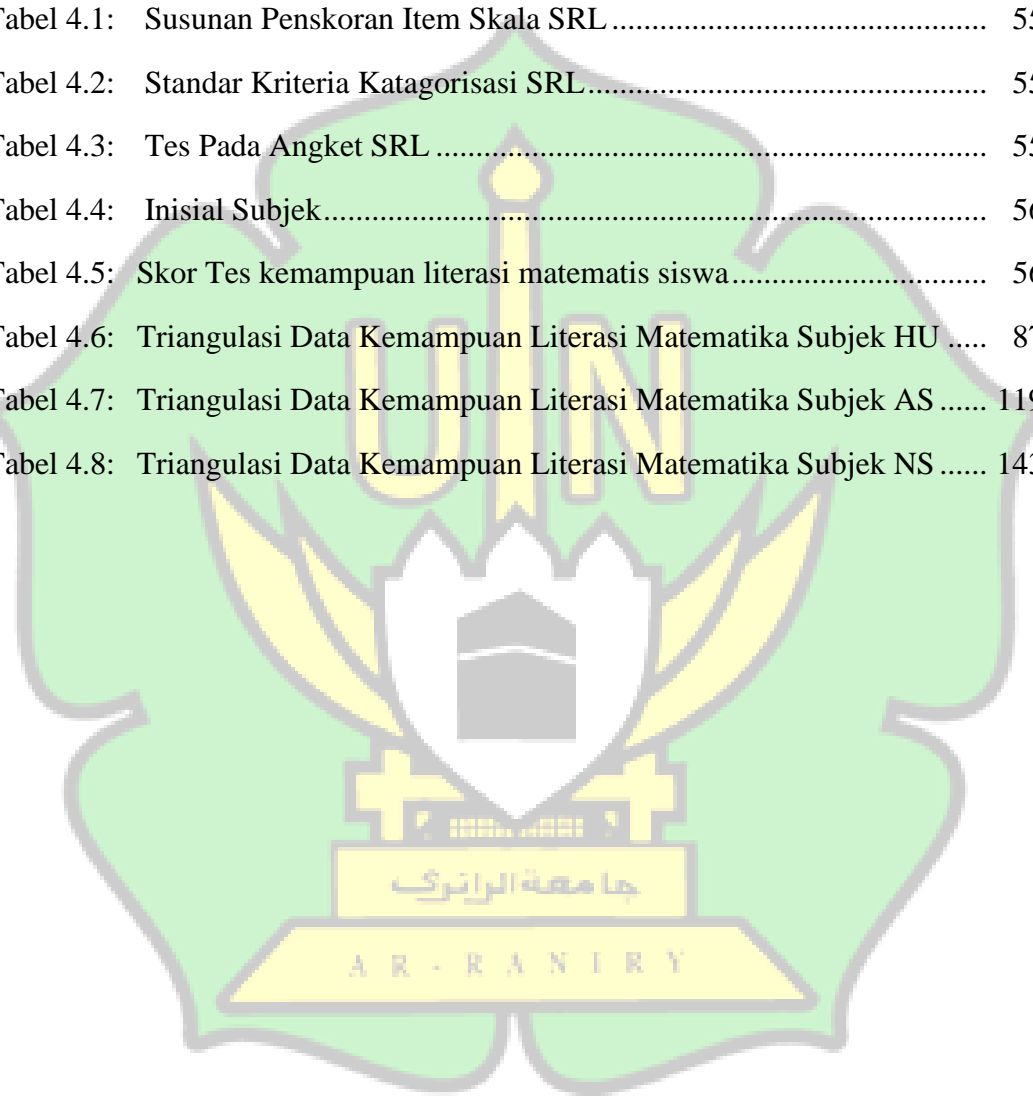 Tabel 4.1: Susunan Penskoran Item Skala SRL ........................................ 55
Tabel 4.2: Standar Kriteria Katagorisasi SRL ........................................ 55
Tabel 4.3: Tes Pada Angket SRL ........................................ 55
Tabel 4.4: Inisial Subjek ........................................ 56
Tabel 4.5: Skor Tes kemampuan literasi matematis siswa ............................. 56
Tabel 4.6: Triangulasi Data Kemampuan Literasi Matematika Subjek HU ..... 87
Tabel 4.7: Triangulasi Data Kemampuan Literasi Matematika Subjek AS ...... 119
Tabel 4.8: Triangulasi Data Kemampuan Literasi Matematika Subjek NS ...... 143
UIN
جامعة الرانري
AR-RANIRY